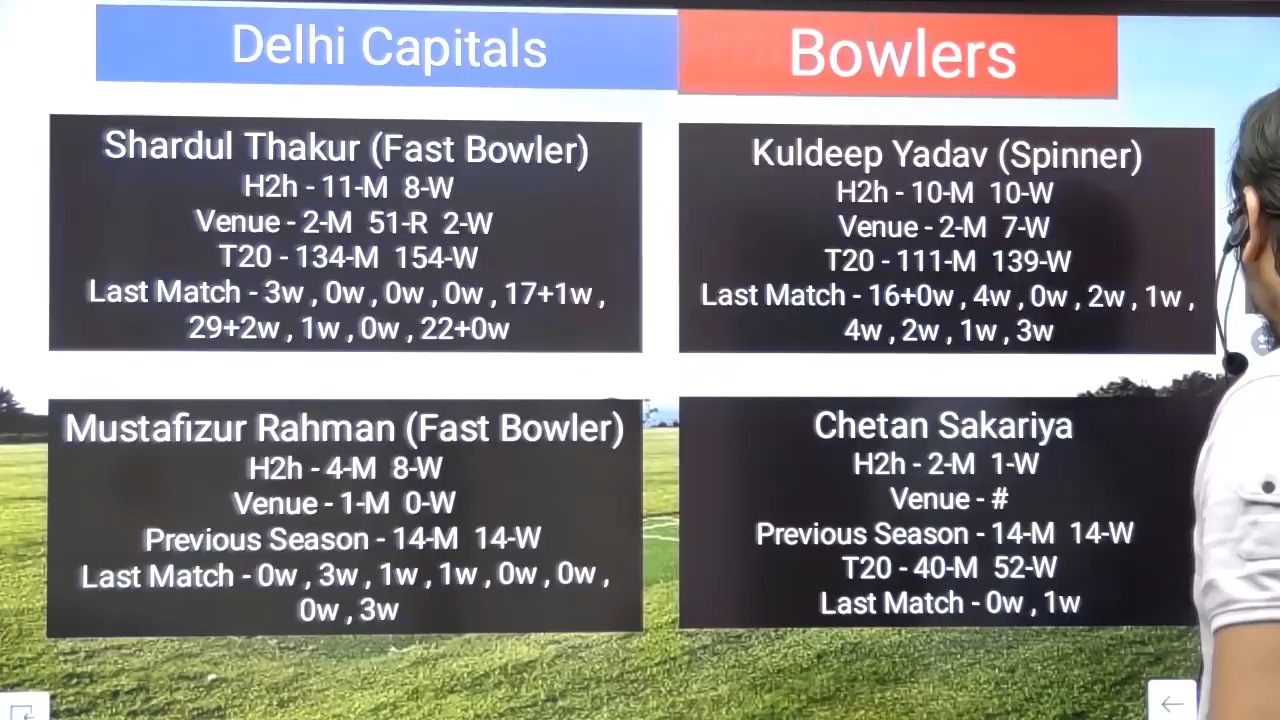 Delhi Capitals
Bowlers
Shardul Thakur (Fast Bowler)
H2h - 11-M 8-W
Venue - 2-M 51-R 2-W
T20 - 134-M 154-W
Last Match - 3w , 0w , 0w , 0w , 17+1w ,
29+2w , 1w , 0w , 22+0w
Kuldeep Yadav (Spinner)
H2h - 10-M 10-W
Venue - 2-M 7-W
T20 - 111-M 139-W
Last Match - 16+0w , 4w , 0w , 2w , 1w ,
4w , 2w , 1w , 3w
Mustafizur Rahman (Fast Bowler)
H2h - 4-M 8-W
Venue - 1-M 0-W
Previous Season - 14-M 14-W
Last Match - 0w , 3w , 1w , 1w , 0w , 0w ,
0w , 3w
Chetan Sakariya
H2h - 2-M 1-W
Venue - #
Previous Season - 14-M 14-W
T20 - 40-M 52-W
Last Match - 0w , 1w